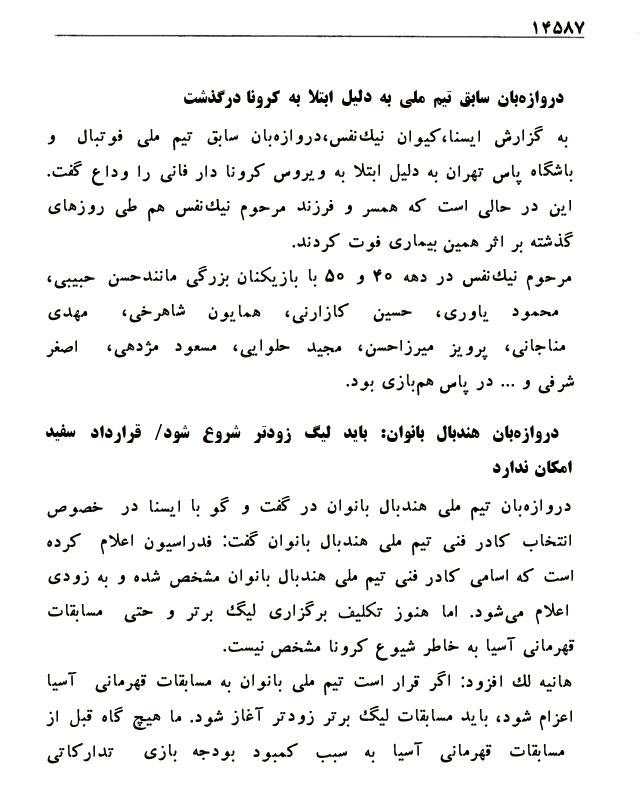 ۱۴۵۸۷
دروازه‌بان سابق تیم ملی به دلیل ابتلا به کرونا درگذشت
به گزارش ایسنا،کیوان نیك‌نفس،دروازه‌بان سابق تیم ملی فوتبال و
باشگاه پاس تهران به دلیل ابتلا به ویروس کرونا دار فانی را وداع گفت.
این در حالی است که همسر و فرزند مرحوم نیك‌نفس هم طی روزهای
گذشته بر اثر همین بیماری فوت کردند.
مرحوم نیك‌نفس در دهه ۴۰ و ۵۰ با بازیکنان بزرگی مانندحسن حبیبی،
محمود یاوری، حسین کازارنی، همایون شاهرخی، مهدی
مناجاتی، پرویز میرزاحسن، مجید حلوایی، مسعود مژدهی، اصغر
شرفی و ... در پاس هم‌بازی بود.
دروازه‌بان هندبال بانوان: باید لیگ زودتر شروع شود/ قرارداد سفید
امکان ندارد
دروازه‌بان تیم ملی هندبال بانوان در گفت و گو با ایسنا در خصوص
انتخاب کادر فنی تیم ملی هندبال بانوان گفت: فدراسیون اعلام کرده
است که اسامی کادر فنی تیم ملی هندبال بانوان مشخص شده و به زودی
اعلام می‌شود. اما هنوز تکلیف برگزاری لیگ برتر و حتی مسابقات
قهرمانی آسیا به خاطر شیوع کرونا مشخص نیست.
هانیه لك افزود: اگر قرار است تیم ملی بانوان به مسابقات قهرمانی آسیا
اعزام شود، باید مسابقات لیگ برتر زودتر آغاز شود. ما هیچ گاه قبل از
مسابقات قهرمانی آسیا به سبب کمبود بودجه بازی تدارکاتی